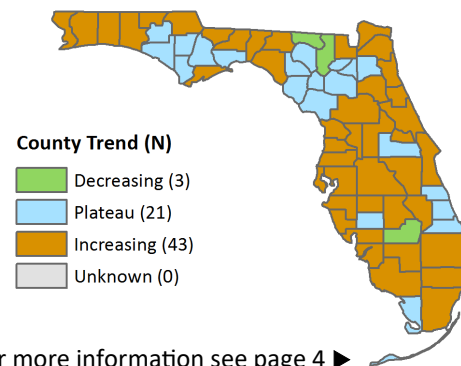 County Trend (N)
Decreasing (3)
Plateau (21)
Increasing (43)
Unknown (0)
more information see page 4 ►